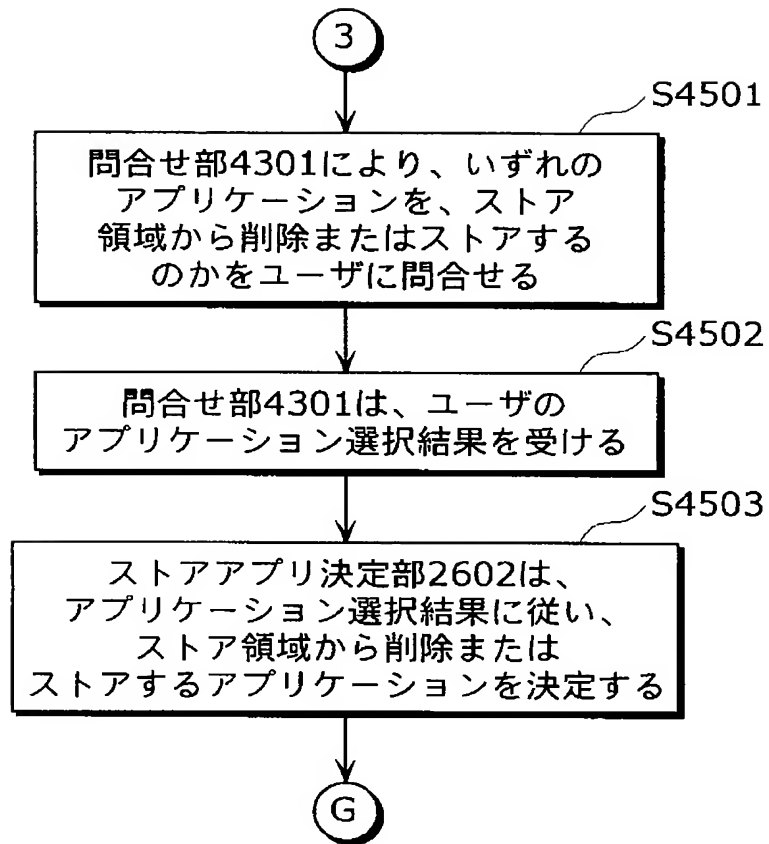 3
S4501
問合せ部4301により、いずれの
アプリケーションを、ストア
領域から削除またはストアする
のかをユーザに問合せる
S4502
問合せ部4301は、ユーザの
アプリケーション選択結果を受ける
S4503
ストアアプリ決定部2602は、
アプリケーション選択結果に従い、
ストア領域から削除または
ストアするアプリケーションを決定する
G